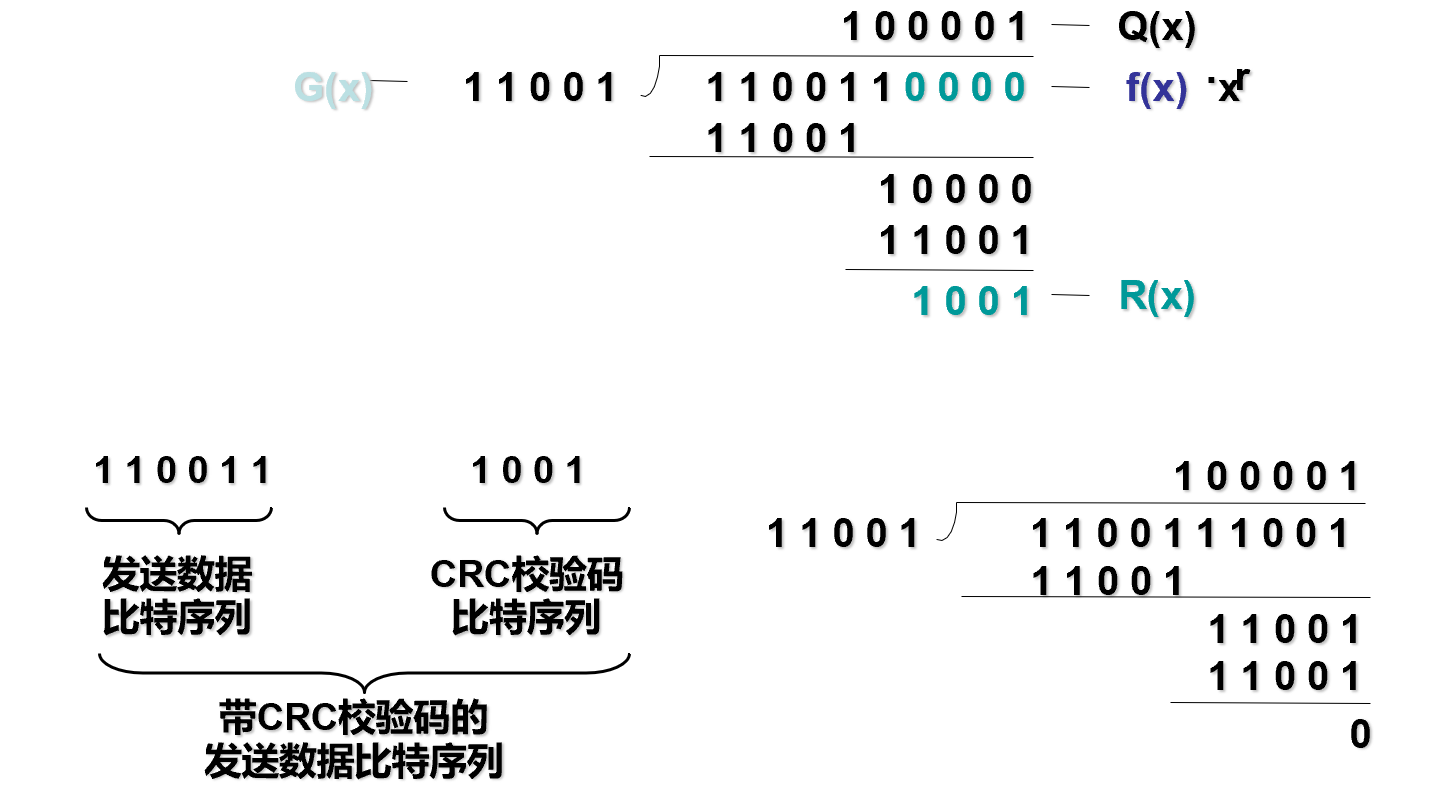 1 0 0 0 0 1 Q(x)
G(x) 1 1 0 0 1 1 1 0 0 1 1 0 0 0 0 f(x) ·xʳ
1 1 0 0 1
1 0 0 0 0
1 1 0 0 1
1 0 0 1 R(x)
1 1 0 0 1 1
发送数据
比特序列
1 0 0 1
CRC校验码
比特序列
带CRC校验码的
发送数据比特序列
1 0 0 0 0 1
1 1 0 0 1 1 1 0 0 1 1 1 0 0 1
1 1 0 0 1
1 1 0 0 1
1 1 0 0 1
0